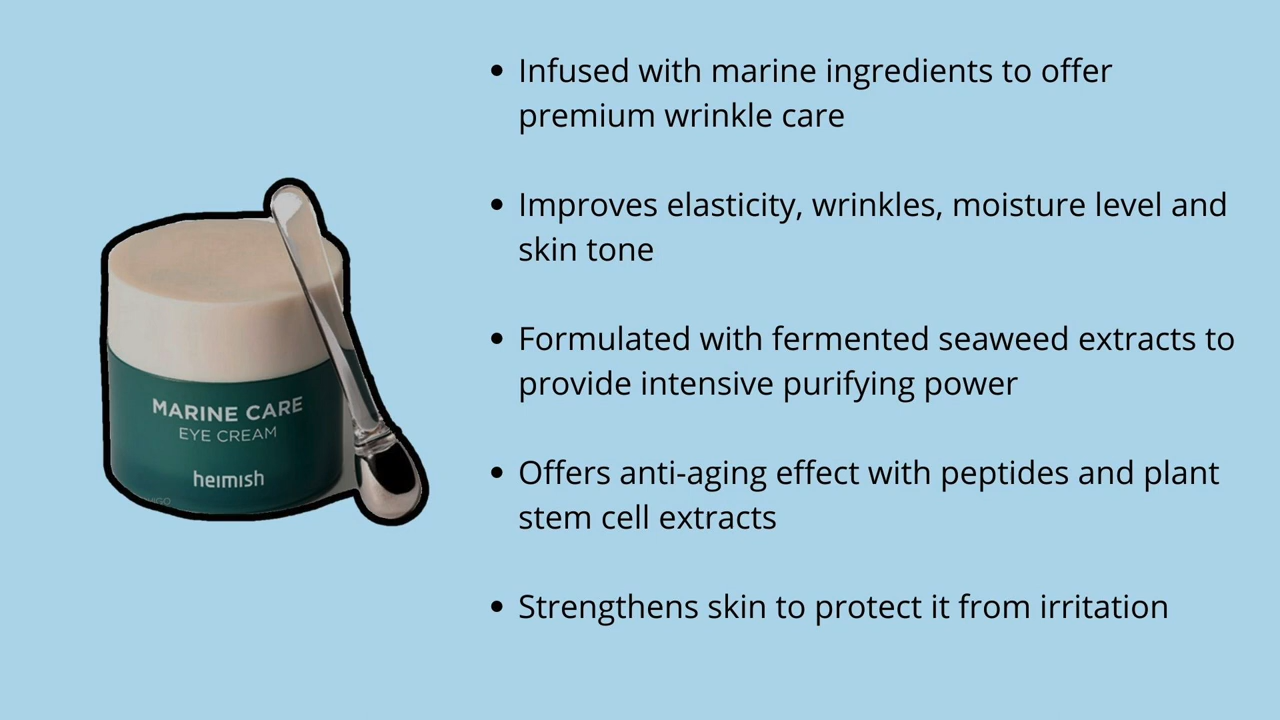 Infused with marine ingredients to offer
premium wrinkle care
Improves elasticity, wrinkles, moisture level and
skin tone
Formulated with fermented seaweed extracts to
provide intensive purifying power
Offers anti-aging effect with peptides and plant
stem cell extracts
Strengthens skin to protect it from irritation
MARINE CARE
EYE CREAM
heimish